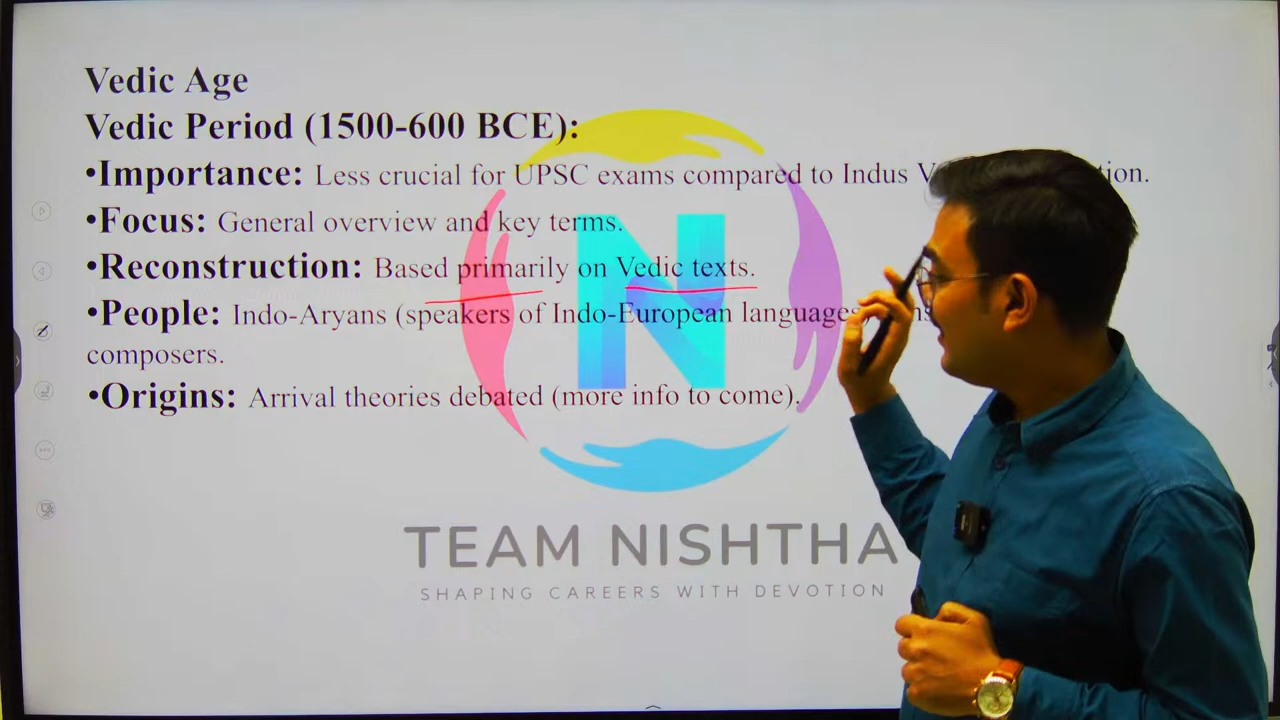 Vedic Age
Vedic Period (1500-600 BCE):
•Importance: Less crucial for UPSC exams compared to Indus
•Focus: General overview and key terms.
•Reconstruction: Based primarily on Vedic texts.
•People: Indo-Aryans (speakers of Indo-European languages)
composers.
•Origins: Arrival theories debated (more info to come).
N
TEAM NISHTHA
SHAPING CAREERS WITH DEVOTION